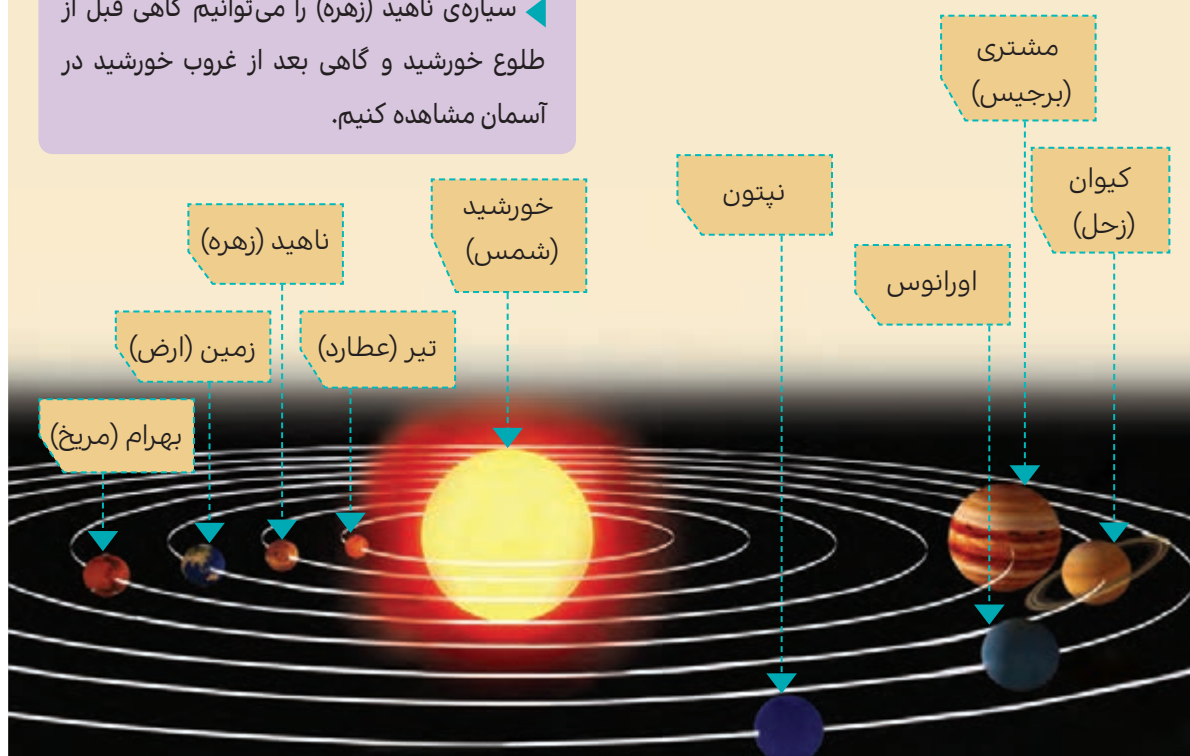 سیاره‌ی ناهید (زهره) را می‌توانیم گاهی قبل از
طلوع خورشید و گاهی بعد از غروب خورشید در
آسمان مشاهده کنیم.
مشتری
(برجیس)
کیوان
(زحل)
نپتون
اورانوس
خورشید
(شمس)
ناهید (زهره)
تیر (عطارد)
زمین (ارض)
بهرام (مریخ)